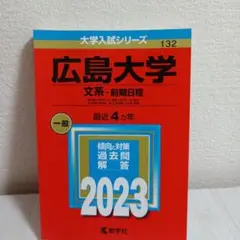 大学入試シリーズ
132
広島大学
文系-前期日程
最近4カ年
一般
傾向と対策
過去問
解答
2023
教学社